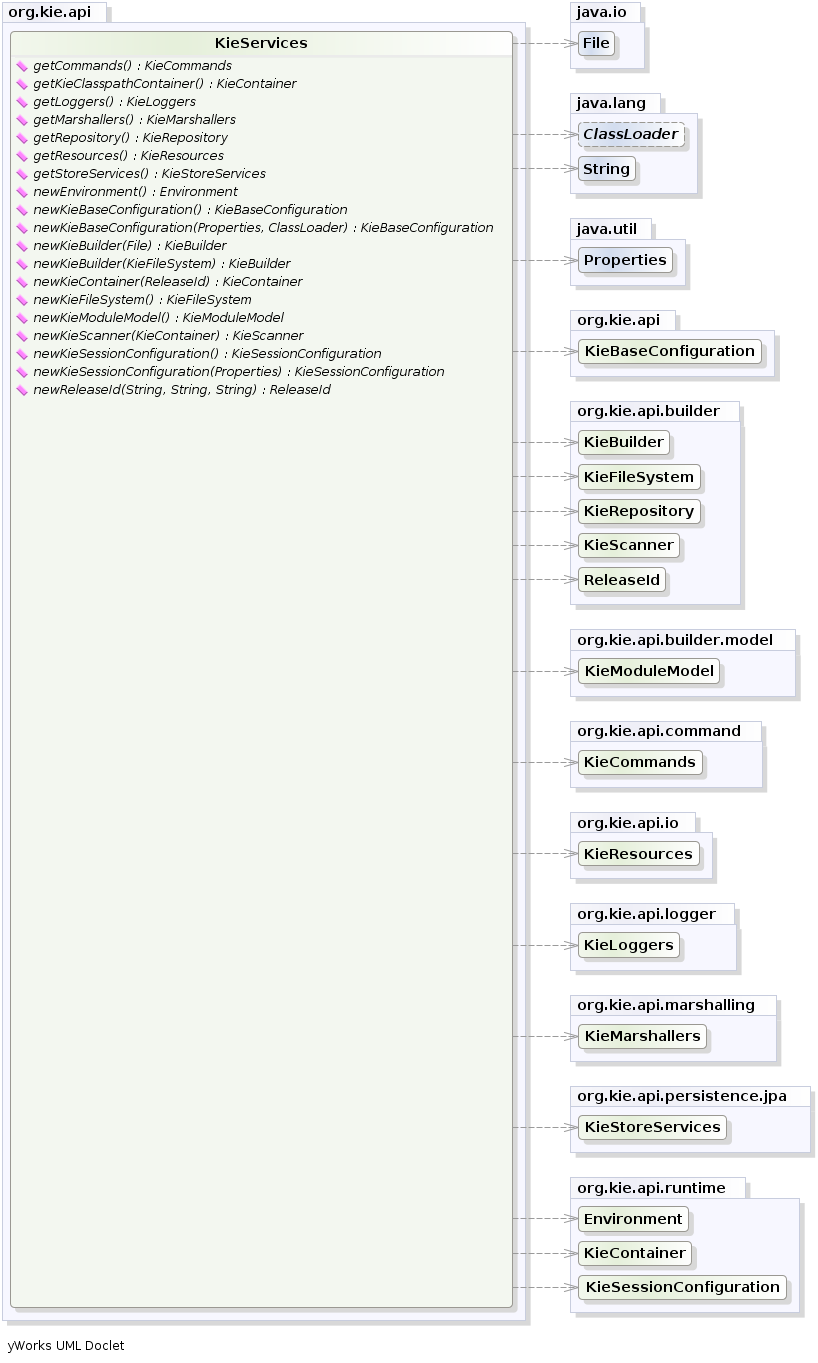 org.kie.api
KieServices
getCommands() : KieCommands
getKieClasspathContainer() : KieContainer
getLoggers() : KieLoggers
getMarshallers() : KieMarshallers
getRepository() : KieRepository
getResources() : KieResources
getStoreServices() : KieStoreServices
newEnvironment() : Environment
newKieBaseConfiguration() : KieBaseConfiguration
newKieBaseConfiguration(Properties, ClassLoader) : KieBaseConfiguration
newKieBuilder(File) : KieBuilder
newKieBuilder(KieFileSystem) : KieBuilder
newKieContainer(ReleaseId) : KieContainer
newKieFileSystem() : KieFileSystem
newKieModuleModel() : KieModuleModel
newKieScanner(KieContainer) : KieScanner
newKieSessionConfiguration() : KieSessionConfiguration
newKieSessionConfiguration(Properties) : KieSessionConfiguration
newReleaseId(String, String, String) : ReleaseId
java.io
File
java.lang
ClassLoader
String
java.util
Properties
org.kie.api
KieBaseConfiguration
org.kie.api.builder
KieBuilder
KieFileSystem
KieRepository
KieScanner
ReleaseId
org.kie.api.builder.model
KieModuleModel
org.kie.api.command
KieCommands
org.kie.api.io
KieResources
org.kie.api.logger
KieLoggers
org.kie.api.marshalling
KieMarshallers
org.kie.api.persistence.jpa
KieStoreServices
org.kie.api.runtime
Environment
KieContainer
KieSessionConfiguration
yWorks UML Doclet